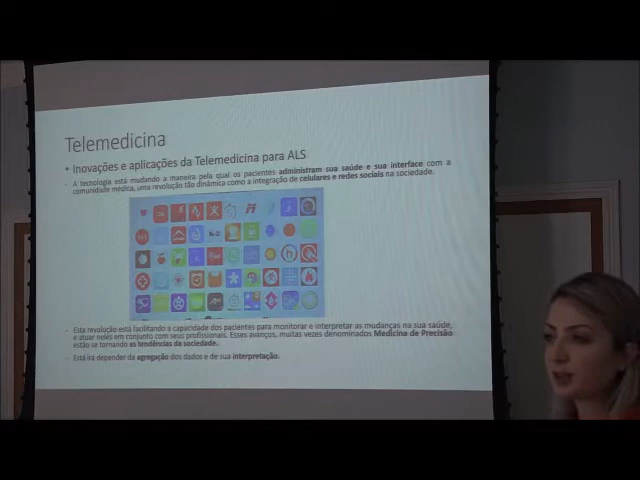 Telemedicina
• Inovações e aplicações da Telemedicina para ALS
- A tecnologia está mudando a maneira pela qual os pacientes administram sua saúde e sua interface com a
comunidade médica, uma revolução tão dinâmica como a integração de celulares e redes sociais na sociedade.
- Esta revolução está facilitando a capacidade dos pacientes para monitorar e interpretar as mudanças na sua saúde,
e atuar neles em conjunto com seus profissionais. Esses avanços, muitas vezes denominados Medicina de Precisão
estão se tornando as tendências da sociedade.
- Está irá depender da agregação dos dados e de sua interpretação.